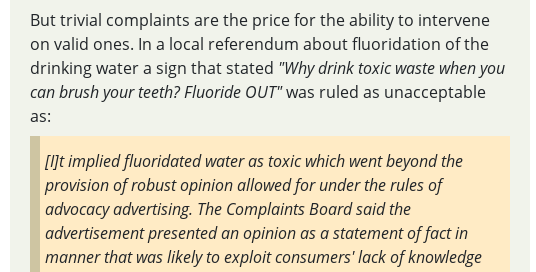 But trivial complaints are the price for the ability to intervene
on valid ones. In a local referendum about fluoridation of the
drinking water a sign that stated "Why drink toxic waste when you
can brush your teeth? Fluoride OUT" was ruled as unacceptable
as:
[I]t implied fluoridated water as toxic which went beyond the
provision of robust opinion allowed for under the rules of
advocacy advertising. The Complaints Board said the
advertisement presented an opinion as a statement of fact in
manner that was likely to exploit consumers' lack of knowledge